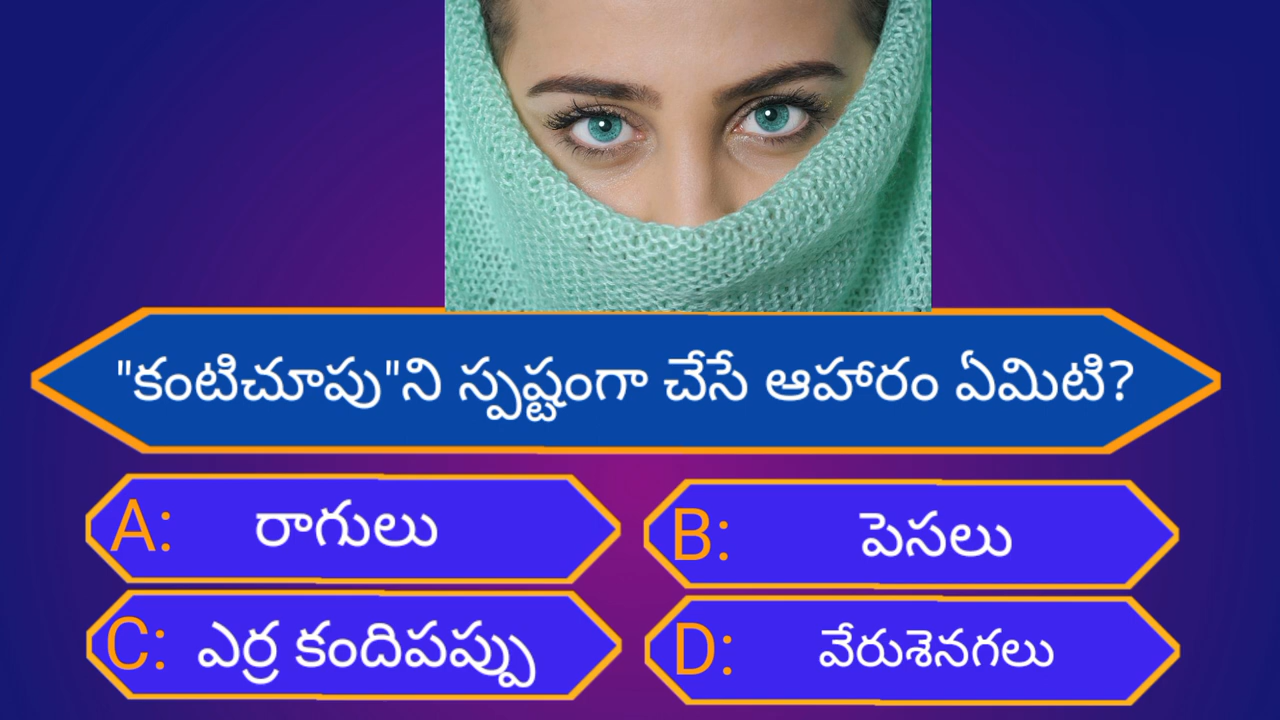 "కంటిచూపు"ని స్పష్టంగా చేసే ఆహారం ఏమిటి?
A: రాగులు
B: పెసలు
C: ఎర్ర కందిపప్పు
D: వేరుశెనగలు